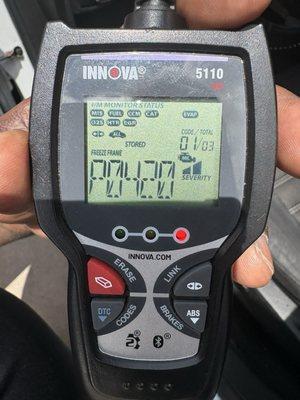 INNOVA® 5110
I/M MONITOR STATUS
MIS FUEL CCM CAT EVAP
O2S HTR EGR ALL
CODE/TOTAL
01/03
STORED
FREEZE FRAME
MIL
P0420
SEVERITY
INNOVA.COM
ERASE
LINK
DTC
CODES
BRAKES
ABS